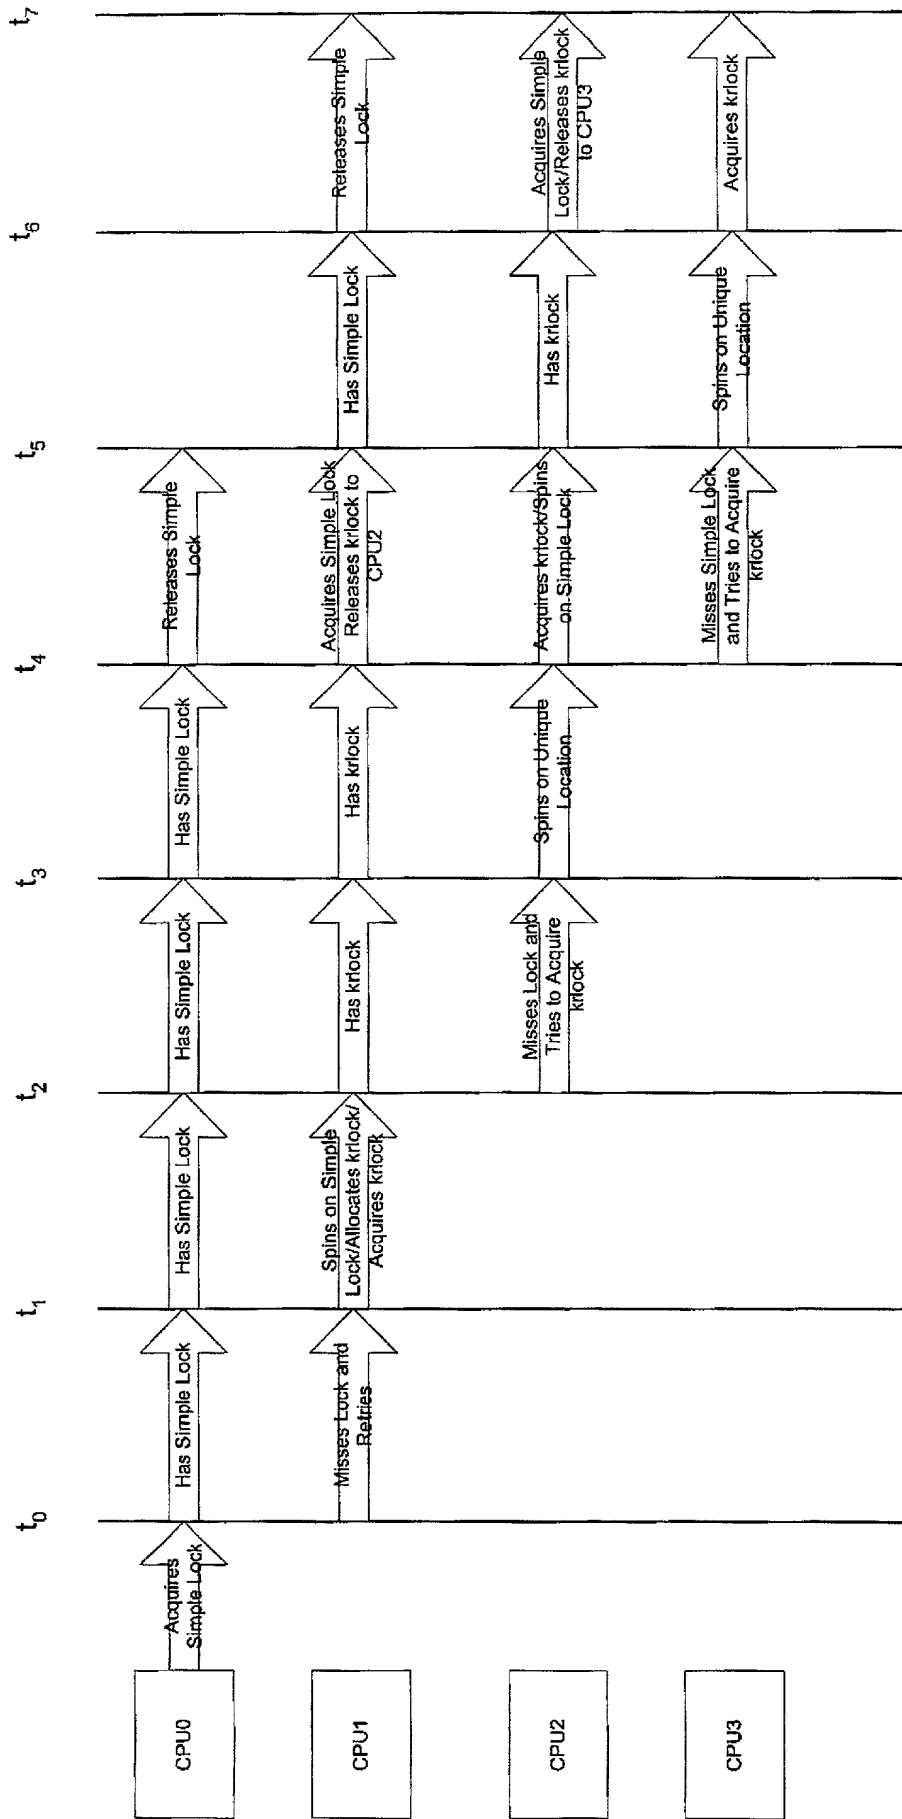 t0
t1
t2
t3
t4
t5
t6
t7
CPU0
Acquires
Simple Lock
Has Simple Lock
Has Simple Lock
Has Simple Lock
Has Simple Lock
Releases Simple
Lock
CPU1
Misses Lock and
Retries
Spins on Simple
Lock/Allocates krlock/
Acquires krlock
Has krlock
Has krlock
Acquires Simple Lock
Releases krlock to
CPU2
Has Simple Lock
Releases Simple
Lock
CPU2
Misses Lock and
Tries to Acquire
krlock
Spins on Unique
Location
Acquires krlock/Spins
on Simple Lock
Has krlock
Acquires Simple
Lock/Releases krlock
to CPU3
CPU3
Misses Simple Lock
and Tries to Acquire
krlock
Spins on Unique
Location
Acquires krlock